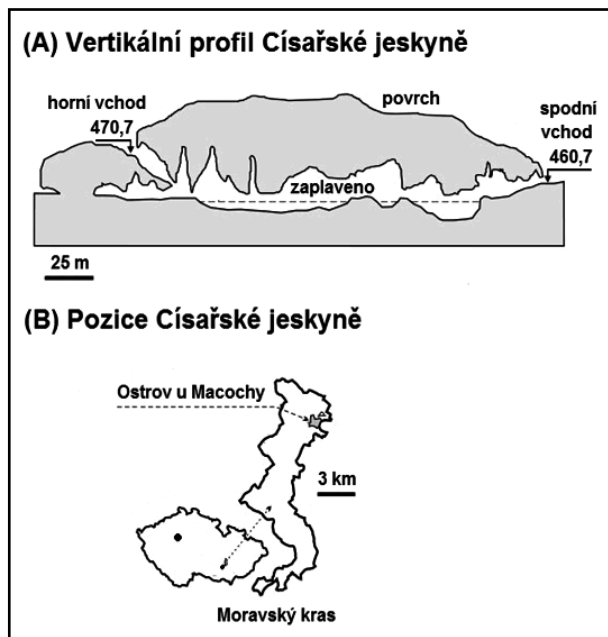 (A) Vertikální profil Císařské jeskyně
horní vchod
470,7
povrch
spodní
vchod
460,7
zaplaveno
25 m
(B) Pozice Císařské jeskyně
Ostrov u Macochy
3 km
Moravský kras